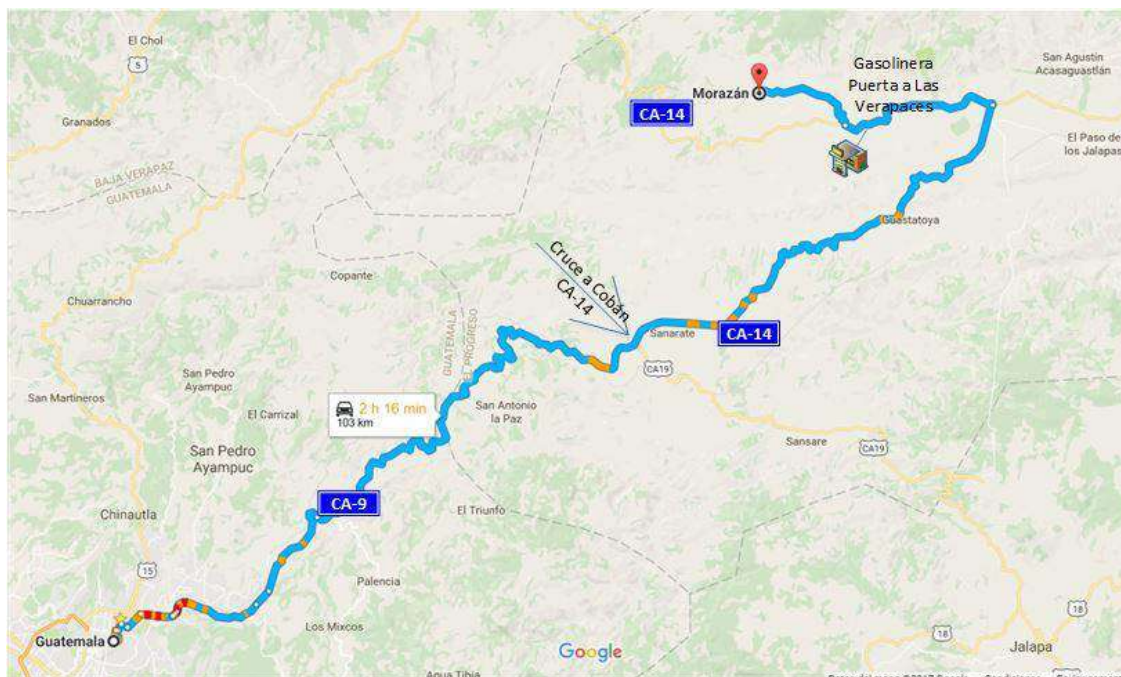 El Chol
5
Granados
BAJA VERAPAZ
GUATEMALA
Gasolinera
Puerta a Las
Verapaces
San Agustín
Acasaguastlán
Morazán
CA-14
El Paso de
los Jalapas
Guastatoya
Copante
Chuarrancho
Cruce a Cobán
CA-14
GUATEMALA
EL PROGRESO
Sanarate
CA-14
CA19
San Pedro
Ayampuc
San Martineros
El Carrizal
2 h 16 min
103 km
San Antonio
la Paz
San Pedro
Ayampuc
Sansare
CA19
CA-9
Chinautla
El Triunfo
15
Palencia
Los Mixcos
Guatemala
Google
18
18
Jalapa
Agua Tibia